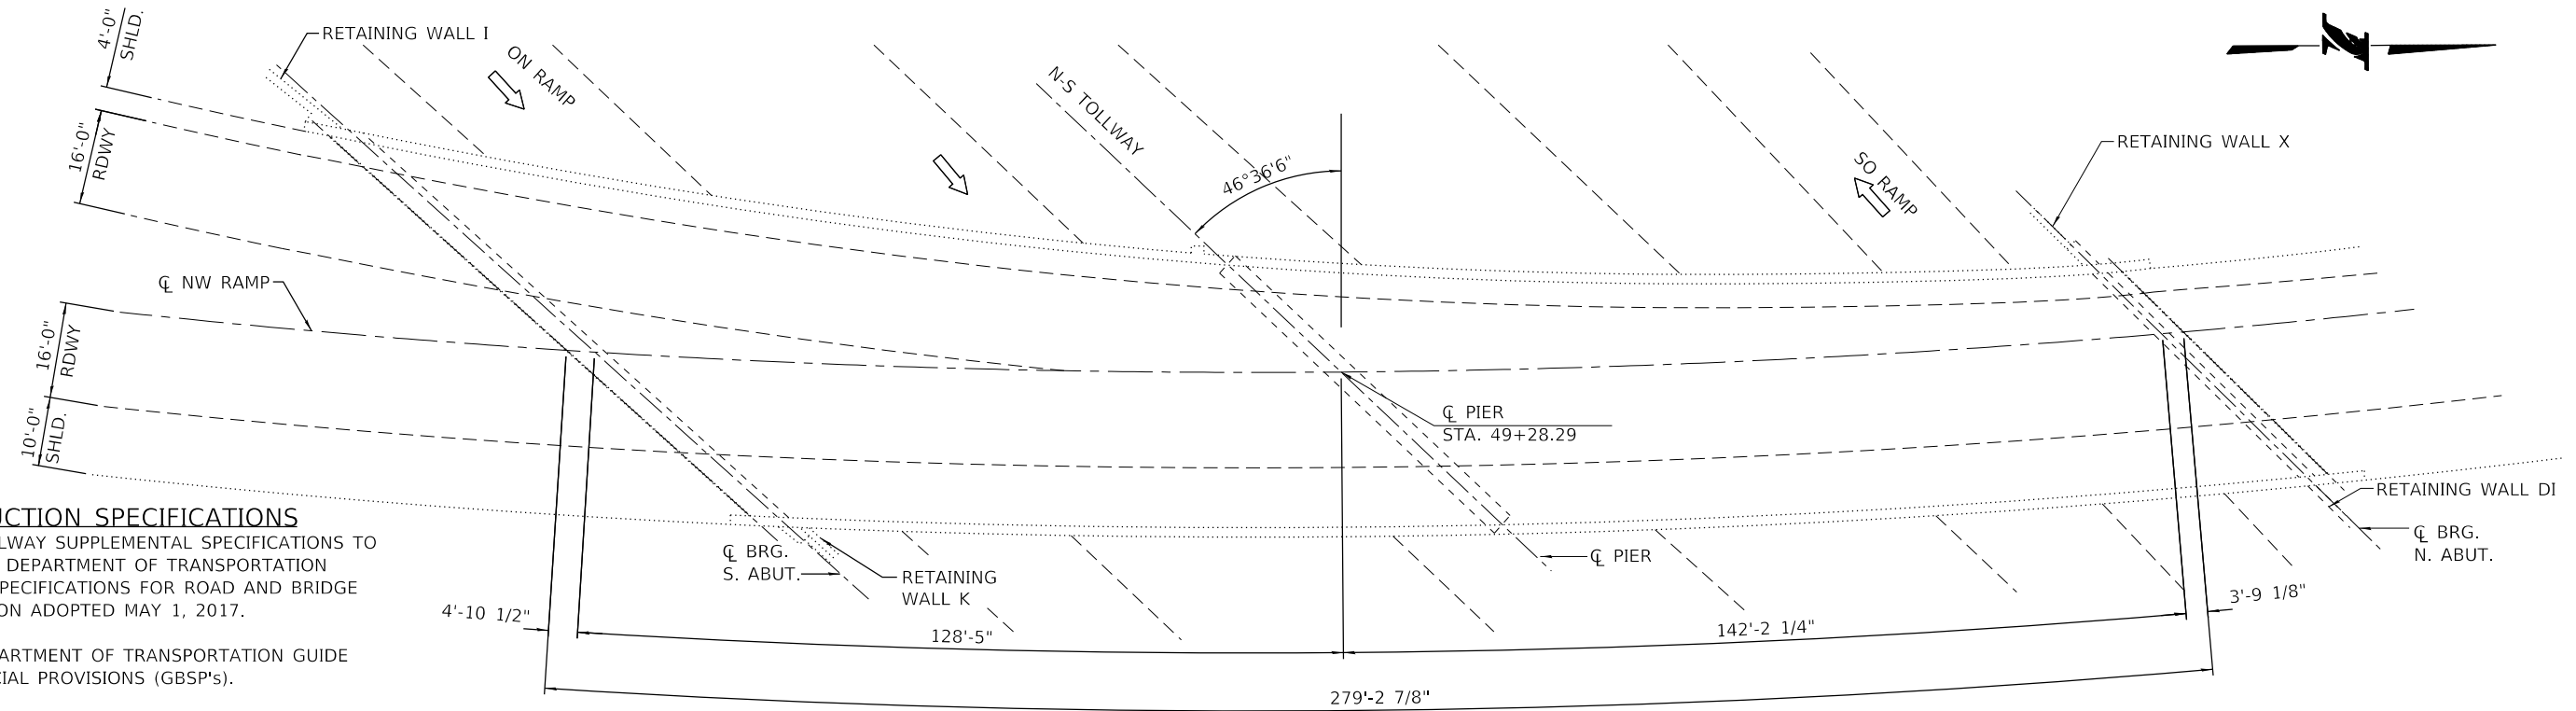 4'-0"
SHLD.
RETAINING WALL I
ON RAMP
N-S TOLLWAY
16'-0"
RDWY
46°36'6"
SO RAMP
RETAINING WALL X
℄ NW RAMP
16'-0"
RDWY
10'-0"
SHLD.
℄ PIER
STA. 49+28.29
UCTION SPECIFICATIONS
LLWAY SUPPLEMENTAL SPECIFICATIONS TO
DEPARTMENT OF TRANSPORTATION
PECIFICATIONS FOR ROAD AND BRIDGE
ON ADOPTED MAY 1, 2017.
ARTMENT OF TRANSPORTATION GUIDE
CIAL PROVISIONS (GBSP's).
℄ BRG.
S. ABUT.
RETAINING
WALL K
℄ PIER
RETAINING WALL DI
℄ BRG.
N. ABUT.
4'-10 1/2"
128'-5"
142'-2 1/4"
3'-9 1/8"
279'-2 7/8"